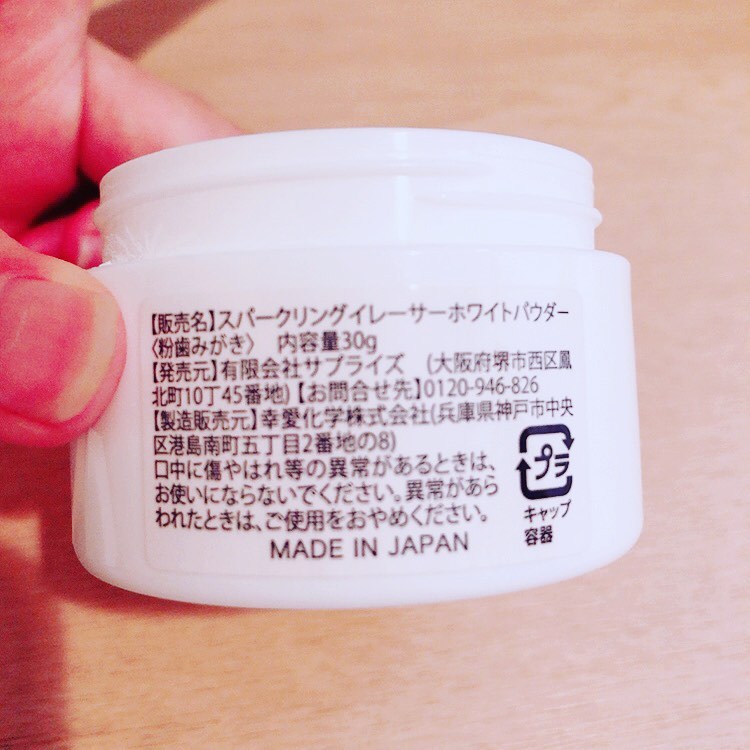 【販売名】スパークリングイレーサーホワイトパウダー
〈粉歯みがき〉 内容量30g
【発売元】有限会社サプライズ (大阪府堺市西区鳳
北町10丁45番地)【お問合せ先】0120-946-826
【製造販売元】幸愛化学株式会社(兵庫県神戸市中央
区港島南町五丁目2番地の8)
口中に傷やはれ等の異常があるときは、
お使いにならないでください。異常があら
われたときは、ご使用をおやめください。
MADE IN JAPAN
プラ
キャップ
容器